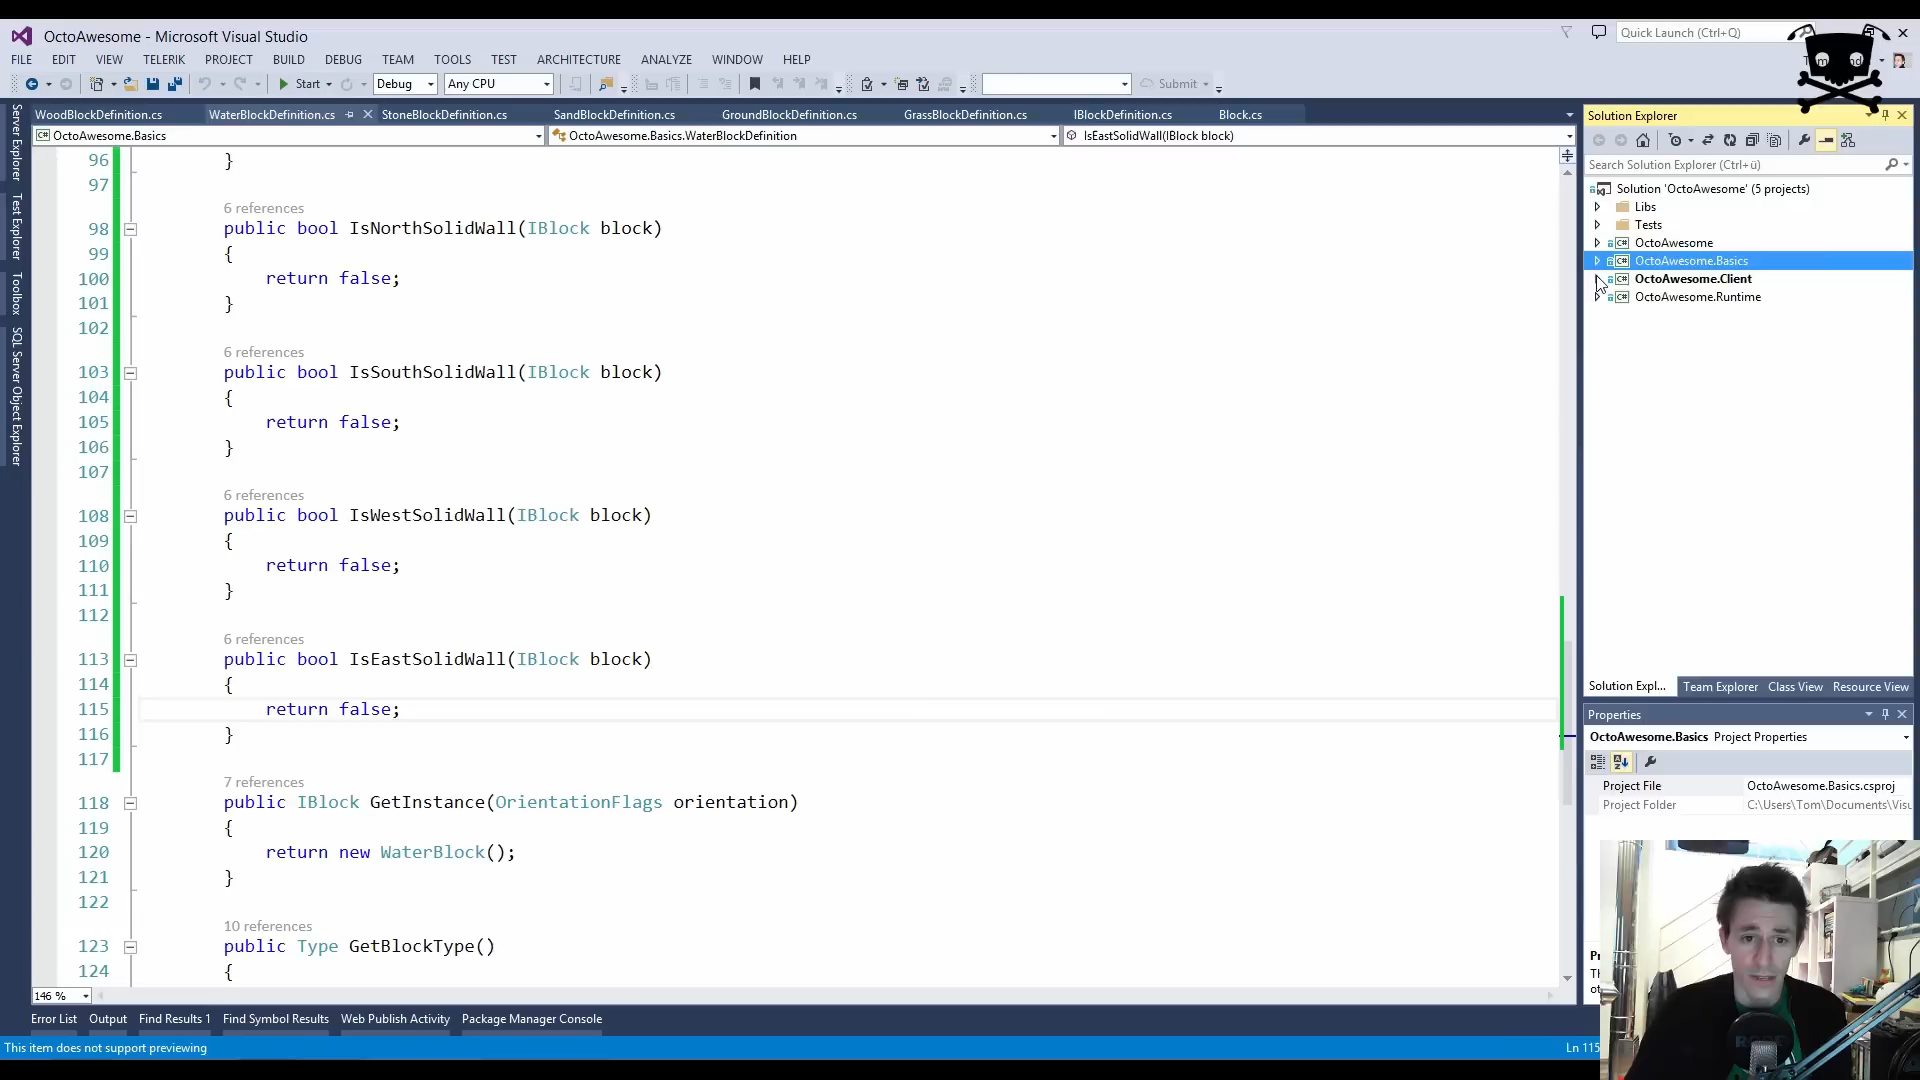 OctoAwesome - Microsoft Visual Studio
Quick Launch (Ctrl+Q)
FILE EDIT VIEW TELERIK PROJECT BUILD DEBUG TEAM TOOLS TEST ARCHITECTURE ANALYZE WINDOW HELP
Start Debug Any CPU Submit
WoodBlockDefinition.cs WaterBlockDefinition.cs StoneBlockDefinition.cs SandBlockDefinition.cs GroundBlockDefinition.cs GrassBlockDefinition.cs IBlockDefinition.cs Block.cs
OctoAwesome.Basics OctoAwesome.Basics.WaterBlockDefinition IsEastSolidWall(IBlock block)
Server Explorer
Test Explorer
Toolbox
SQL Server Object Explorer
96 }
97
6 references
98 public bool IsNorthSolidWall(IBlock block)
99 {
100 return false;
101 }
102
6 references
103 public bool IsSouthSolidWall(IBlock block)
104 {
105 return false;
106 }
107
6 references
108 public bool IsWestSolidWall(IBlock block)
109 {
110 return false;
111 }
112
6 references
113 public bool IsEastSolidWall(IBlock block)
114 {
115 return false;
116 }
117
7 references
118 public IBlock GetInstance(OrientationFlags orientation)
119 {
120 return new WaterBlock();
121 }
122
10 references
123 public Type GetBlockType()
124 {
146 %
Solution Explorer
Search Solution Explorer (Ctrl+ü)
Solution 'OctoAwesome' (5 projects)
Libs
Tests
C# OctoAwesome
C# OctoAwesome.Basics
C# OctoAwesome.Client
C# OctoAwesome.Runtime
Solution Expl... Team Explorer Class View Resource View
Properties
OctoAwesome.Basics Project Properties
Project File OctoAwesome.Basics.csproj
Project Folder C:\Users\Tom\Documents\Visu
Error List Output Find Results 1 Find Symbol Results Web Publish Activity Package Manager Console
This item does not support previewing
Ln 115